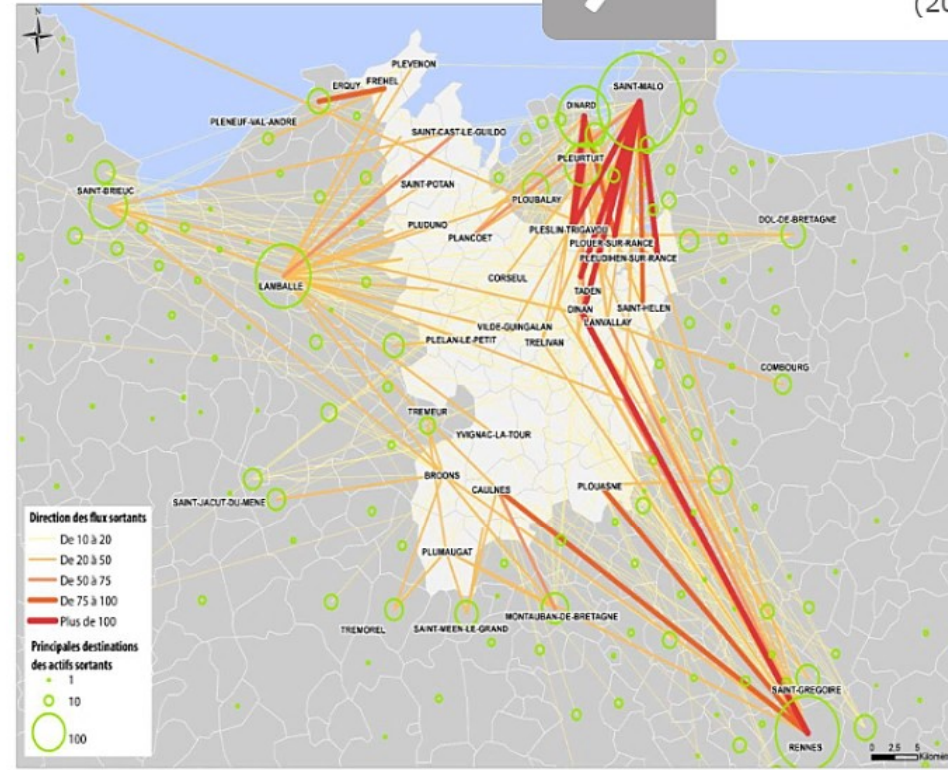 (20
N
PLEVENON
ERQUY
FREHEL
SAINT-MALO
DINARD
PLENEUF-VAL-ANDRE
SAINT-CAST-LE-GUILDO
PLEURTUIT
SAINT-BRIEUC
SAINT-POTAN
PLOUBALAY
PLUDUNO
PLANCOET
PLESLIN-TRIGAVOU
DOL-DE-BRETAGNE
PLOUER-SUR-RANCE
PLEUDIHEN-SUR-RANCE
CORSEUL
LAMBALLE
TADEN
DINAN
SAINT-HELEN
LANVALLAY
VILDE-GUINGALAN
PLELAN-LE-PETIT
TRELIVAN
COMBOURG
TREMEUR
YVIGNAC-LA-TOUR
BROONS
CAULNES
PLOUASNE
SAINT-JACUT-DU-MENE
PLUMAUGAT
TREMOREL
SAINT-MEEN-LE-GRAND
MONTAUBAN-DE-BRETAGNE
SAINT-GREGOIRE
RENNES
Direction des flux sortants
De 10 à 20
De 20 à 50
De 50 à 75
De 75 à 100
Plus de 100
Principales destinations
des actifs sortants
1
10
100
0 2.5 5
Kilomè